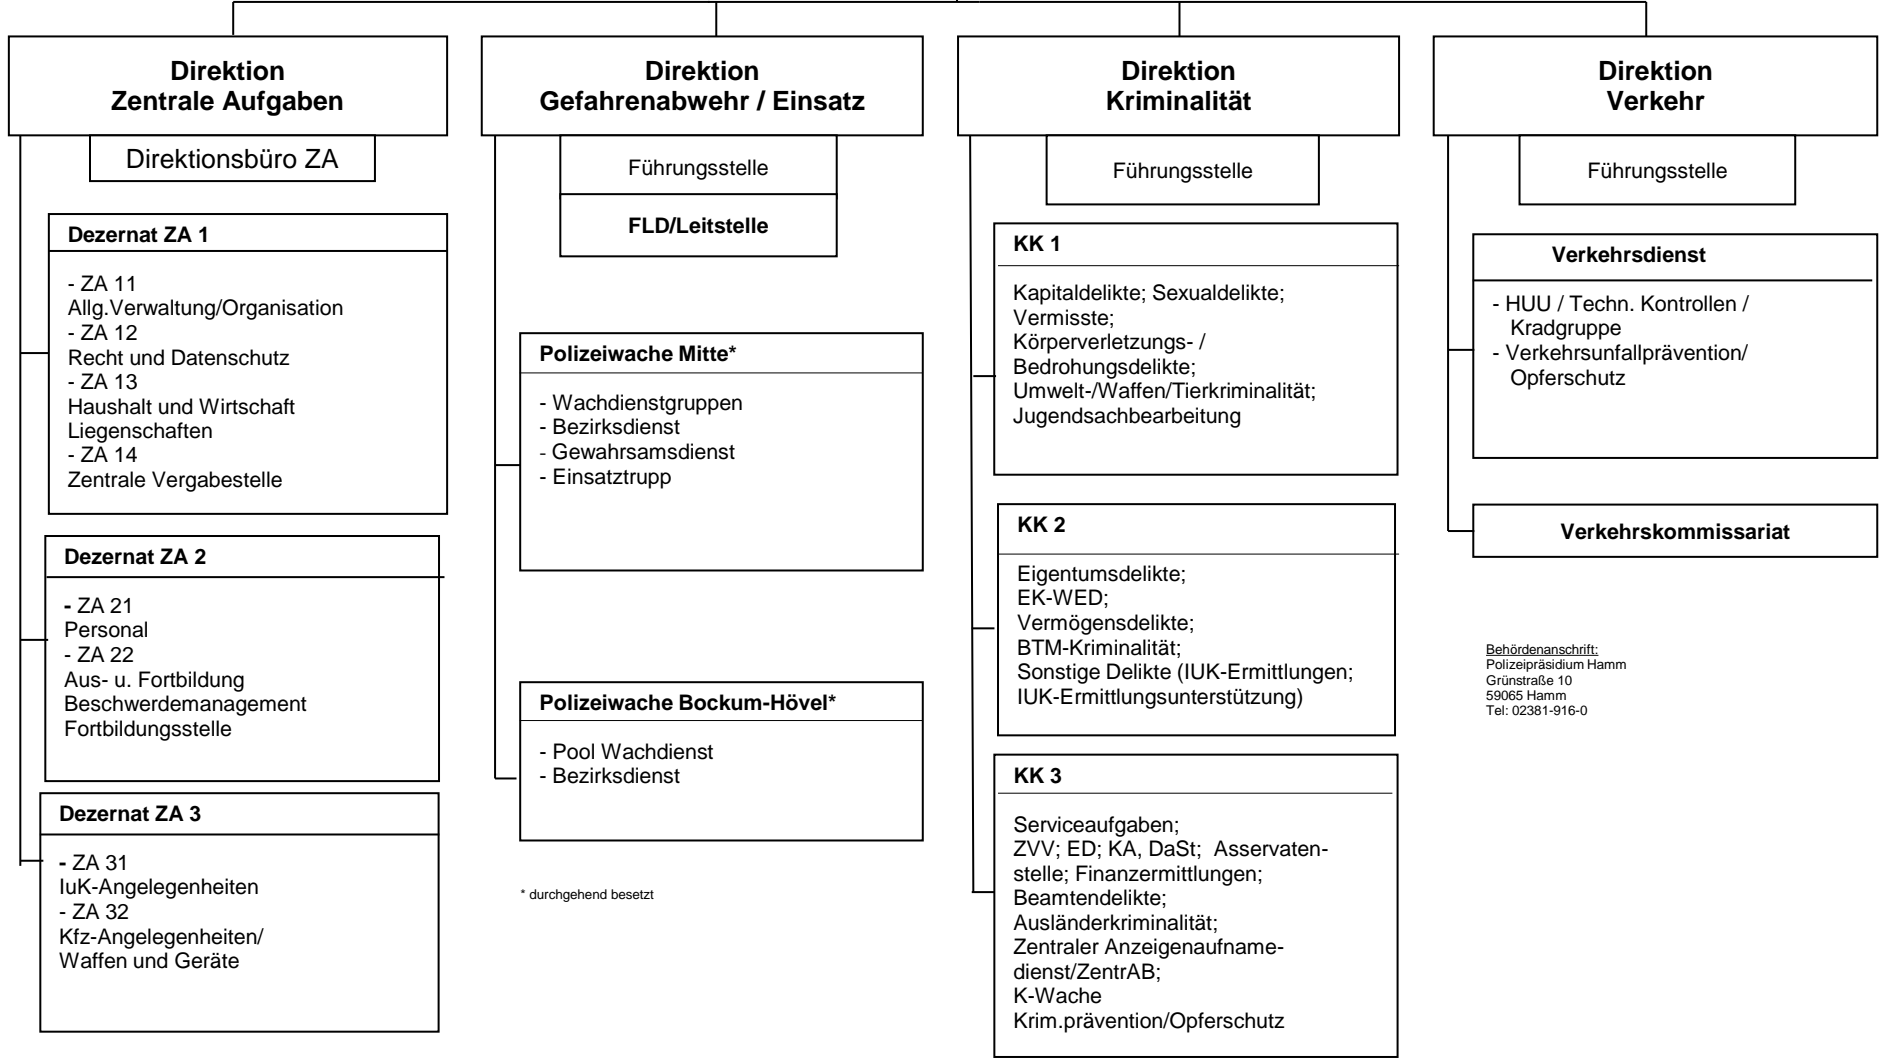 Direktion
Zentrale Aufgaben
Direktionsbüro ZA
Dezernat ZA 1
- ZA 11
Allg.Verwaltung/Organisation
- ZA 12
Recht und Datenschutz
- ZA 13
Haushalt und Wirtschaft
Liegenschaften
- ZA 14
Zentrale Vergabestelle
Dezernat ZA 2
- ZA 21
Personal
- ZA 22
Aus- u. Fortbildung
Beschwerdemanagement
Fortbildungsstelle
Dezernat ZA 3
- ZA 31
IuK-Angelegenheiten
- ZA 32
Kfz-Angelegenheiten/
Waffen und Geräte
Direktion
Gefahrenabwehr / Einsatz
Führungsstelle
FLD/Leitstelle
Polizeiwache Mitte*
- Wachdienstgruppen
- Bezirksdienst
- Gewahrsamsdienst
- Einsatztrupp
Polizeiwache Bockum-Hövel*
- Pool Wachdienst
- Bezirksdienst
* durchgehend besetzt
Direktion
Kriminalität
Führungsstelle
KK 1
Kapitaldelikte; Sexualdelikte;
Vermisste;
Körperverletzungs- /
Bedrohungsdelikte;
Umwelt-/Waffen/Tierkriminalität;
Jugendsachbearbeitung
KK 2
Eigentumsdelikte;
EK-WED;
Vermögensdelikte;
BTM-Kriminalität;
Sonstige Delikte (IUK-Ermittlungen;
IUK-Ermittlungsunterstützung)
KK 3
Serviceaufgaben;
ZVV; ED; KA, DaSt; Asservaten-
stelle; Finanzermittlungen;
Beamtendelikte;
Ausländerkriminalität;
Zentraler Anzeigenaufname-
dienst/ZentrAB;
K-Wache
Krim.prävention/Opferschutz
Direktion
Verkehr
Führungsstelle
Verkehrsdienst
- HUU / Techn. Kontrollen /
Kradgruppe
- Verkehrsunfallprävention/
Opferschutz
Verkehrskommissariat
Behördenanschrift:
Polizeipräsidium Hamm
Grünstraße 10
59065 Hamm
Tel: 02381-916-0